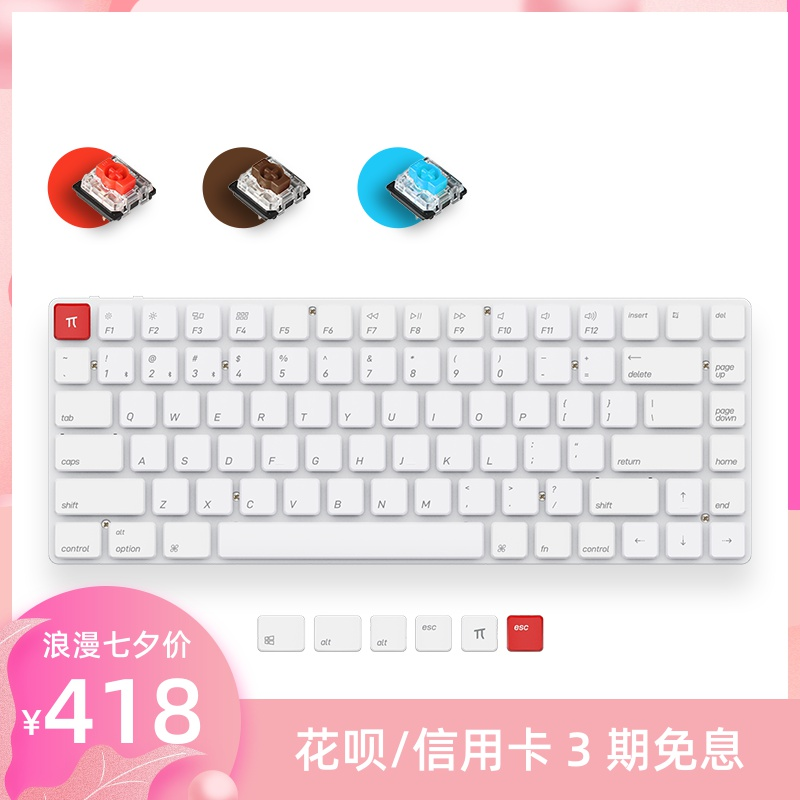 π F1 F2 F3 F4 F5 F6 F7 F8 F9 F10 F11 F12 insert del
~ ` ! 1 @ 2 # 3 $ 4 % 5 ^ 6 & 7 * 8 ( 9 ) 0 _ - + = ← delete page up
tab Q W E R T Y U I O P { [ } ] | \ page down
caps A S D F G H J K L : ; " ' return home
shift Z X C V B N M < , > . ? / shift ↑ end
control alt option ⌘ ⌘ fn control ← ↓ →
alt alt esc π esc
浪漫七夕价
¥418
花呗/信用卡 3 期免息